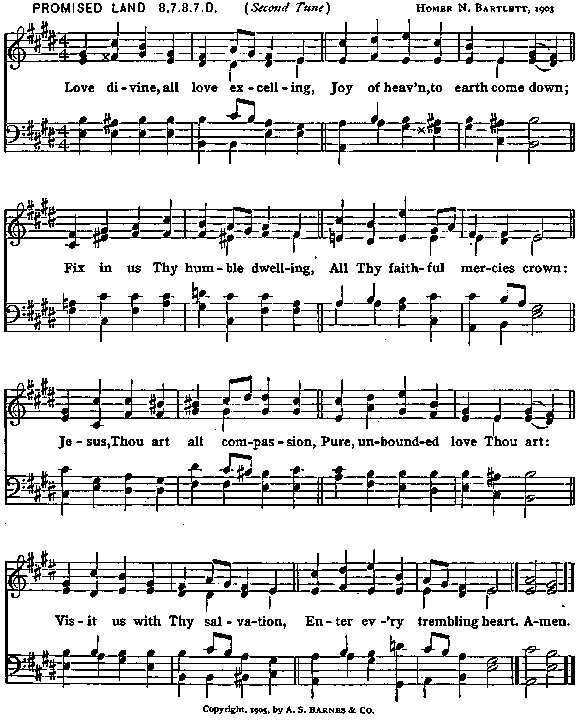 PROMISED LAND 8,7.8.7.D. (Second Tune) HOMER N. BARTLETT, 1903
Love di-vine, all love ex-cell-ing, Joy of heav'n, to earth come down;
Fix in us Thy hum-ble dwell-ing, All Thy faith-ful mer-cies crown:
Je-sus, Thou art all com-pas-sion, Pure, un-bound-ed love Thou art:
Vis-it us with Thy sal-va-tion, En-ter ev-'ry trembling heart. A-men.
Copyright, 1905, by A. S. BARNES & CO.